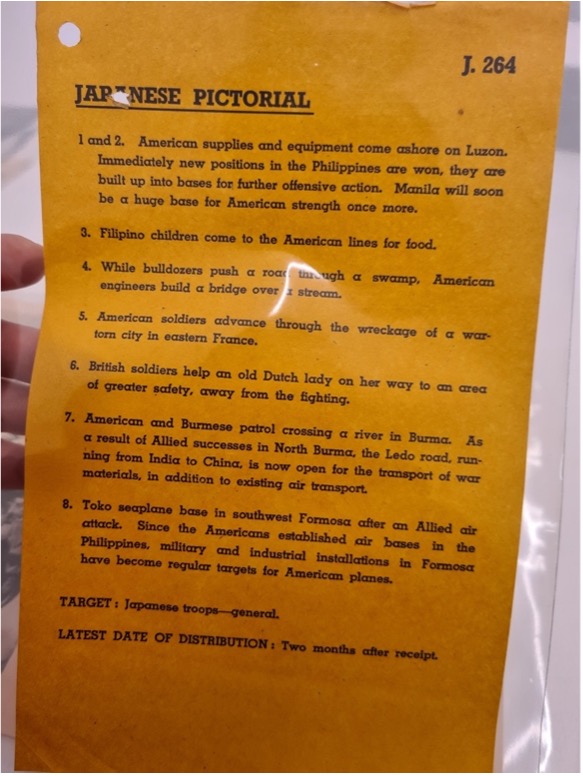 J. 264
JAPANESE PICTORIAL
1 and 2. American supplies and equipment come ashore on Luzon.
Immediately new positions in the Philippines are won, they are
built up into bases for further offensive action. Manila will soon
be a huge base for American strength once more.
3. Filipino children come to the American lines for food.
4. While bulldozers push a road through a swamp, American
engineers build a bridge over a stream.
5. American soldiers advance through the wreckage of a war-
torn city in eastern France.
6. British soldiers help an old Dutch lady on her way to an area
of greater safety, away from the fighting.
7. American and Burmese patrol crossing a river in Burma. As
a result of Allied successes in North Burma, the Ledo road, run-
ning from India to China, is now open for the transport of war
materials, in addition to existing air transport.
8. Toko seaplane base in southwest Formosa after an Allied air
attack. Since the Americans established air bases in the
Philippines, military and industrial installations in Formosa
have become regular targets for American planes.
TARGET : Japanese troops—general.
LATEST DATE OF DISTRIBUTION : Two months after receipt.